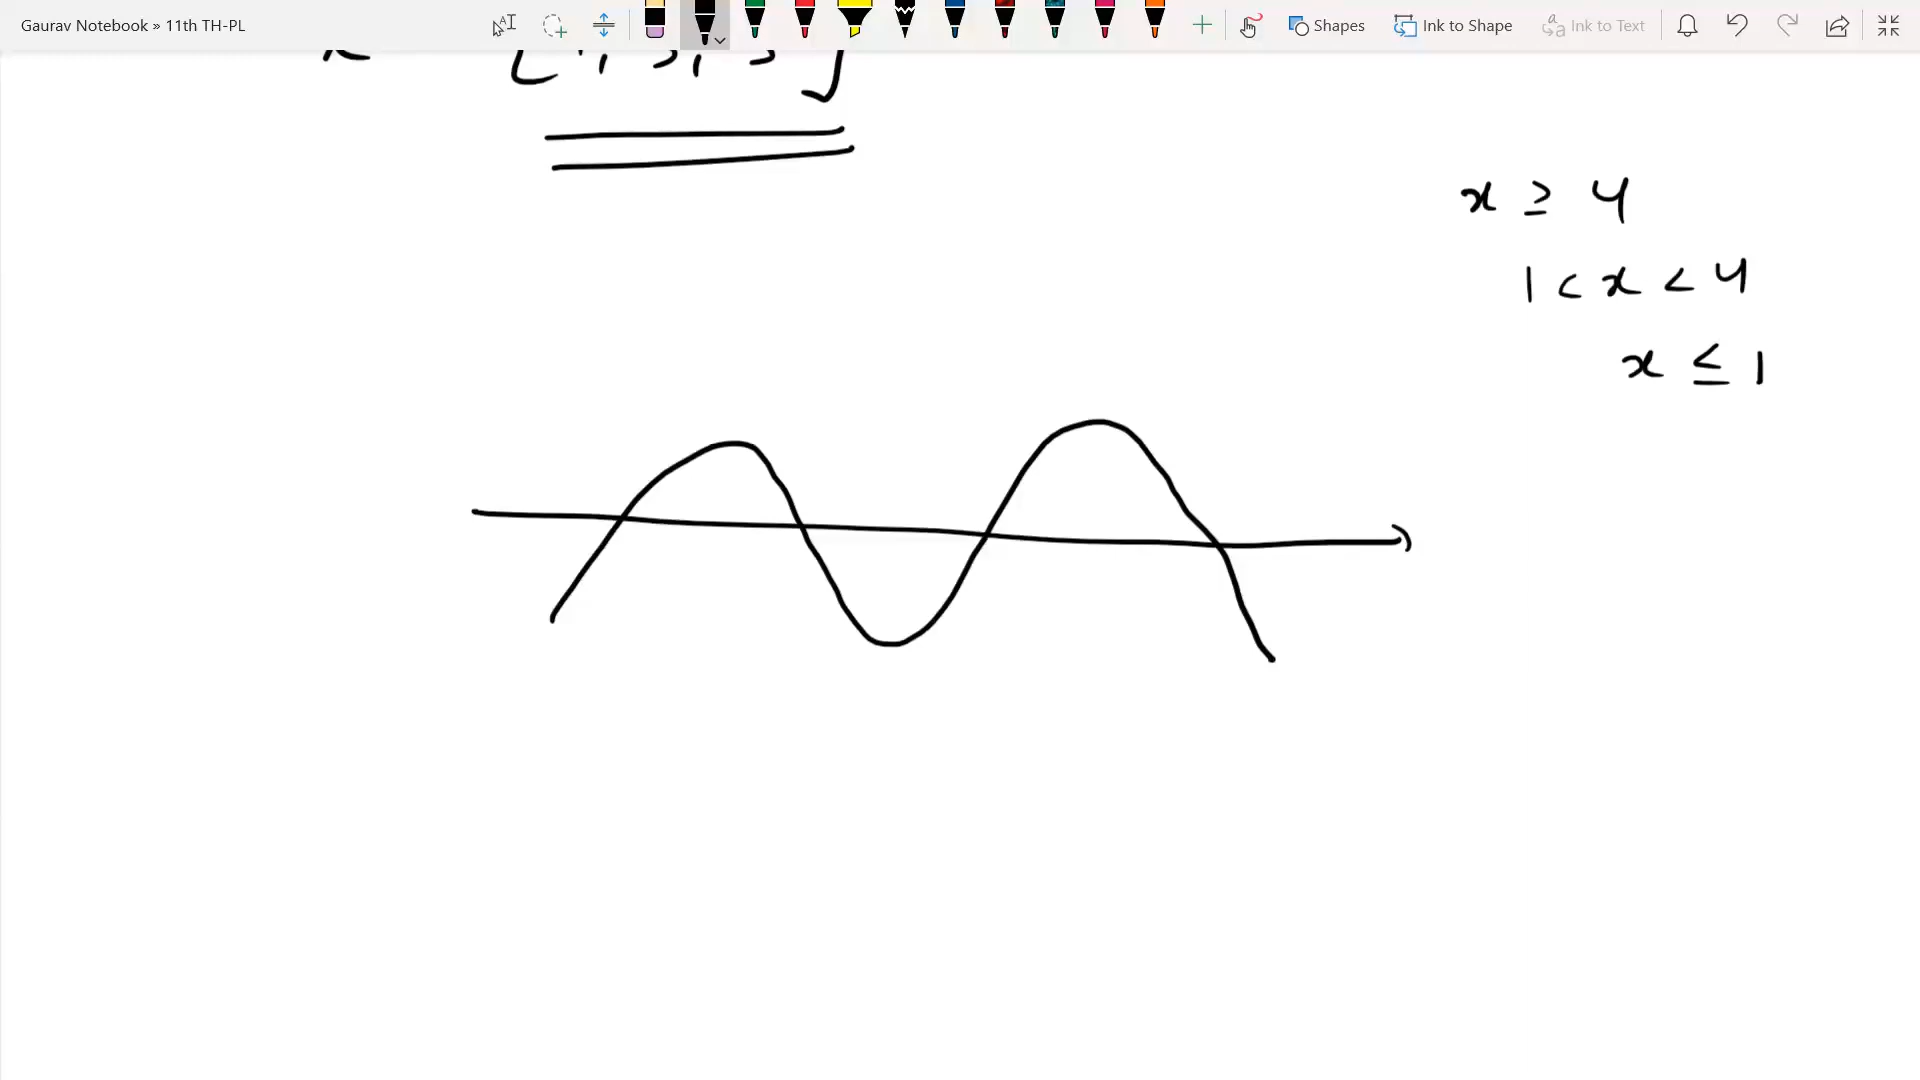 Gaurav Notebook » 11th TH-PL
Shapes
Ink to Shape
Ink to Text
x ≥ 4
1 < x < 4
x ≤ 1